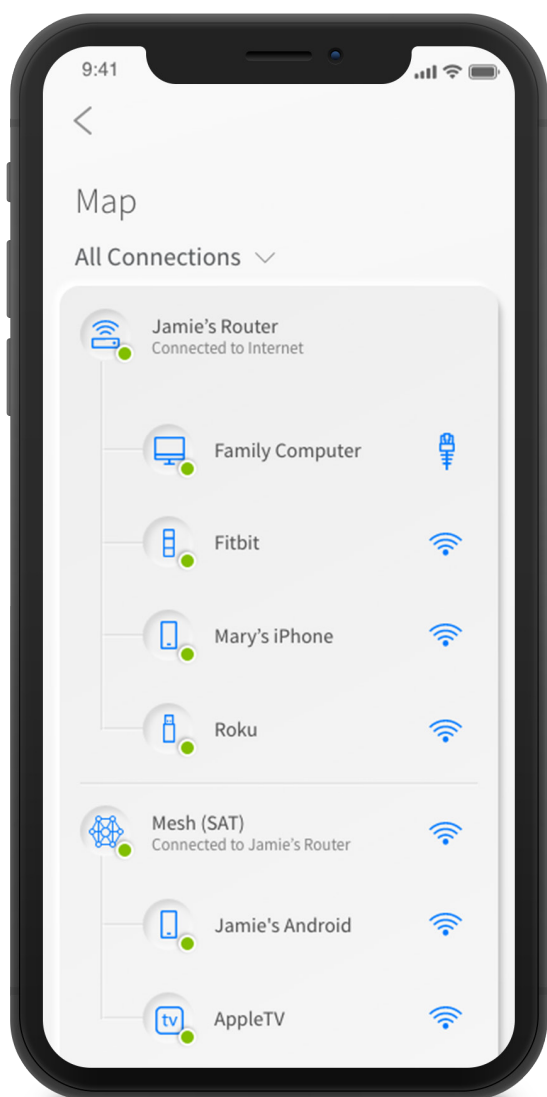 9:41
Map
All Connections
Jamie’s Router
Connected to Internet
Family Computer
Fitbit
Mary’s iPhone
Roku
Mesh (SAT)
Connected to Jamie’s Router
Jamie's Android
tv
AppleTV